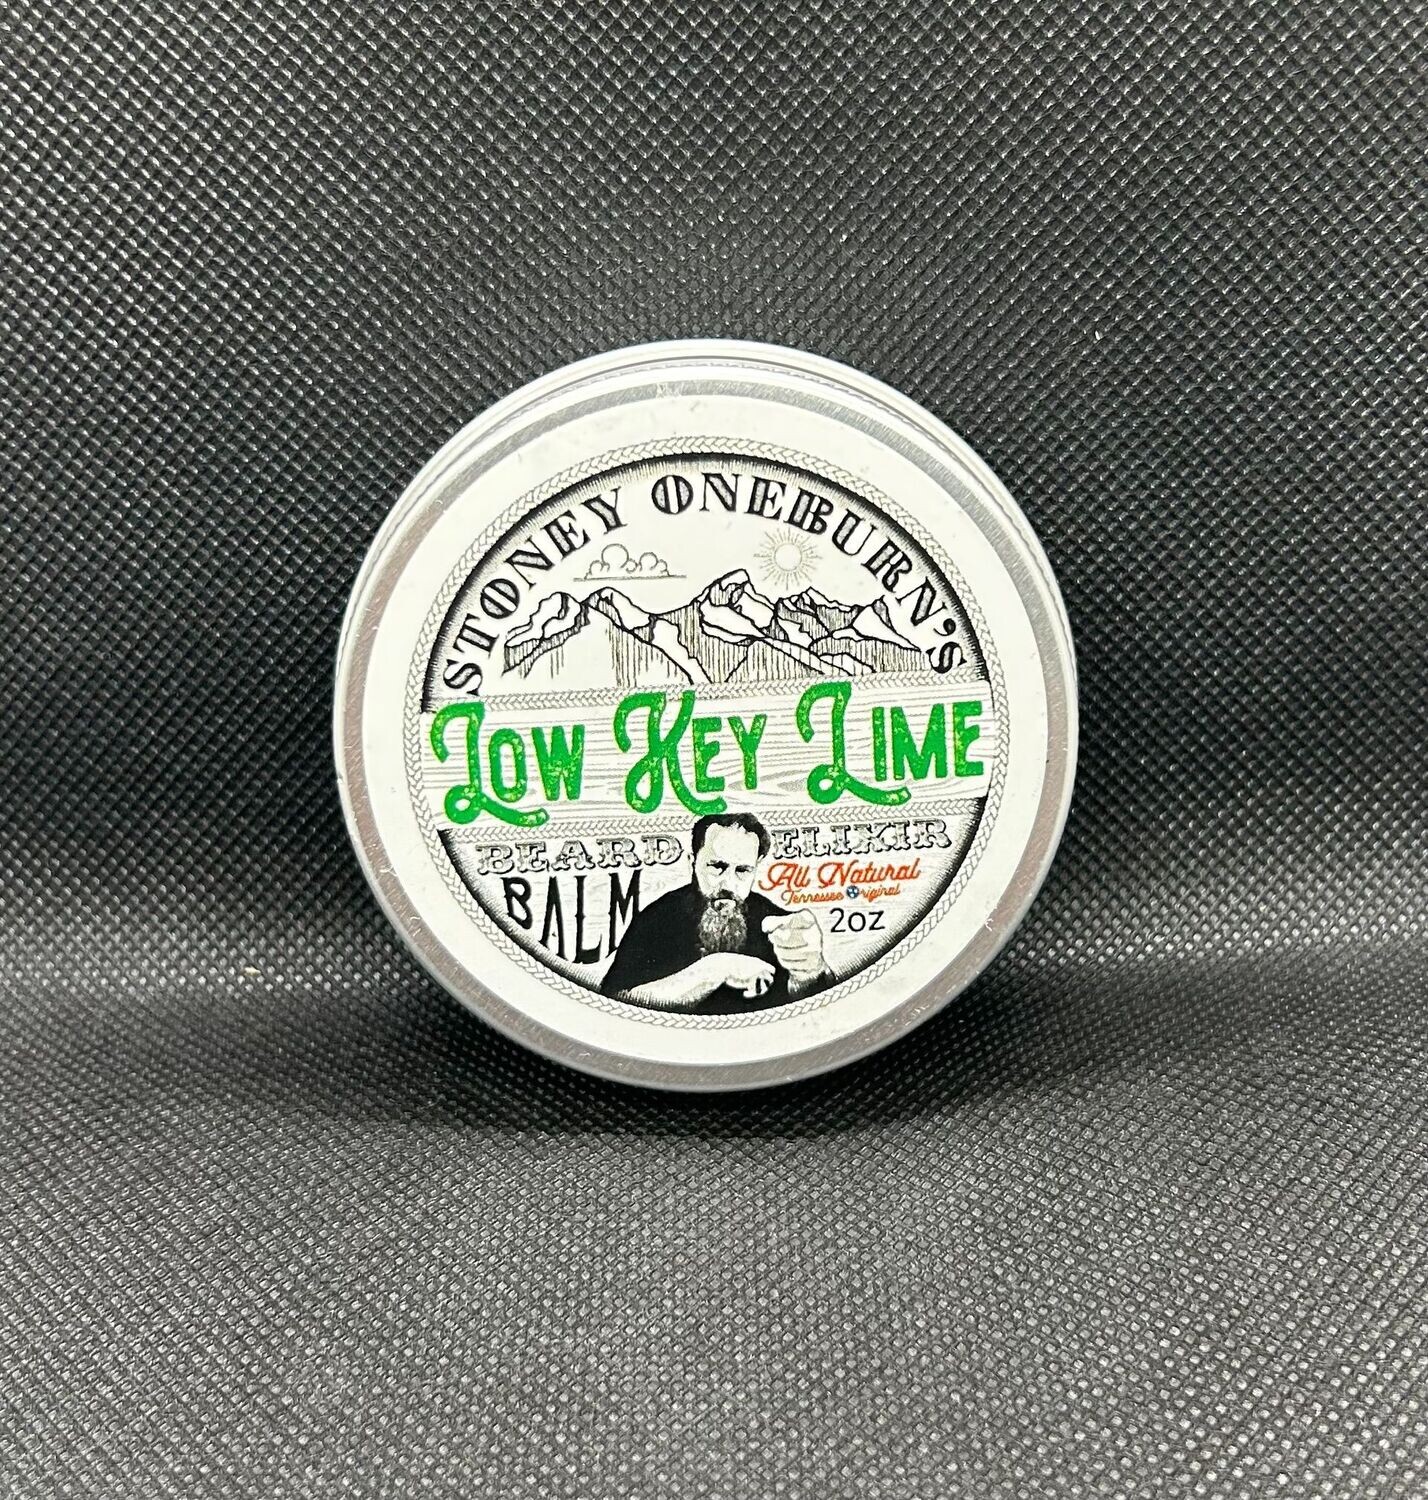 STONEY ONEBURN'S
LOW KEY LIME
BEARD ELIXIR
BALM
All Natural
Tennessee Original
2oz